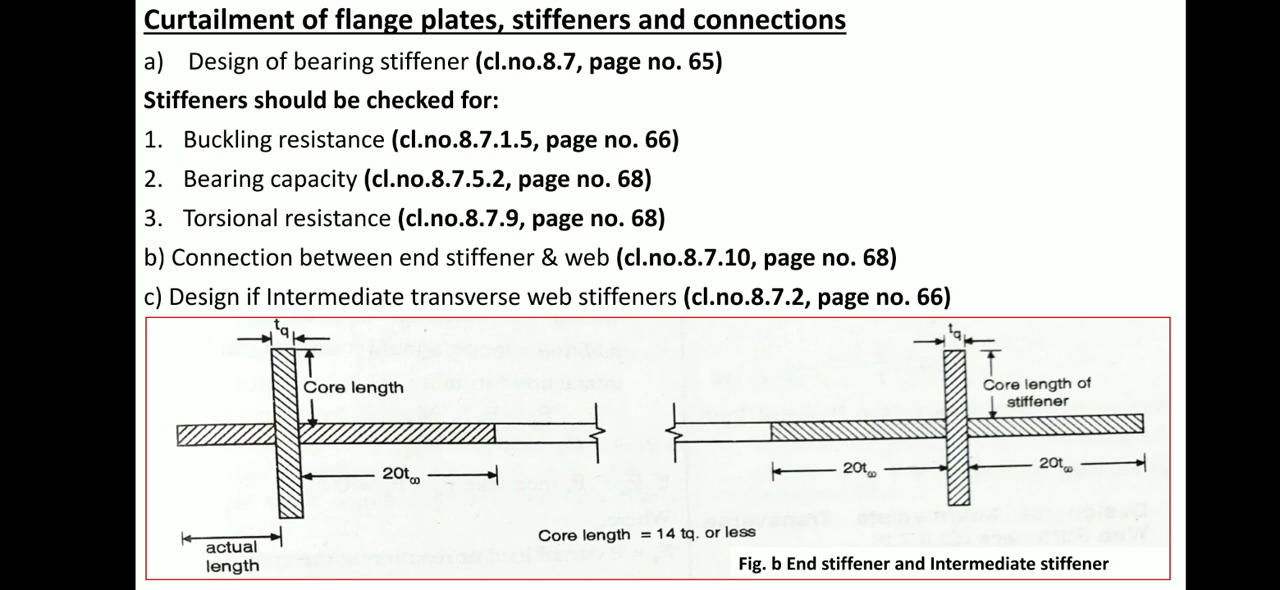 Curtailment of flange plates, stiffeners and connections
a) Design of bearing stiffener (cl.no.8.7, page no. 65)
Stiffeners should be checked for:
1. Buckling resistance (cl.no.8.7.1.5, page no. 66)
2. Bearing capacity (cl.no.8.7.5.2, page no. 68)
3. Torsional resistance (cl.no.8.7.9, page no. 68)
b) Connection between end stiffener & web (cl.no.8.7.10, page no. 68)
c) Design if Intermediate transverse web stiffeners (cl.no.8.7.2, page no. 66)
tq
tq
Core length
Core length of
stiffener
20tω
20tω
20tω
actual
length
Core length = 14 tq. or less
Fig. b End stiffener and Intermediate stiffener